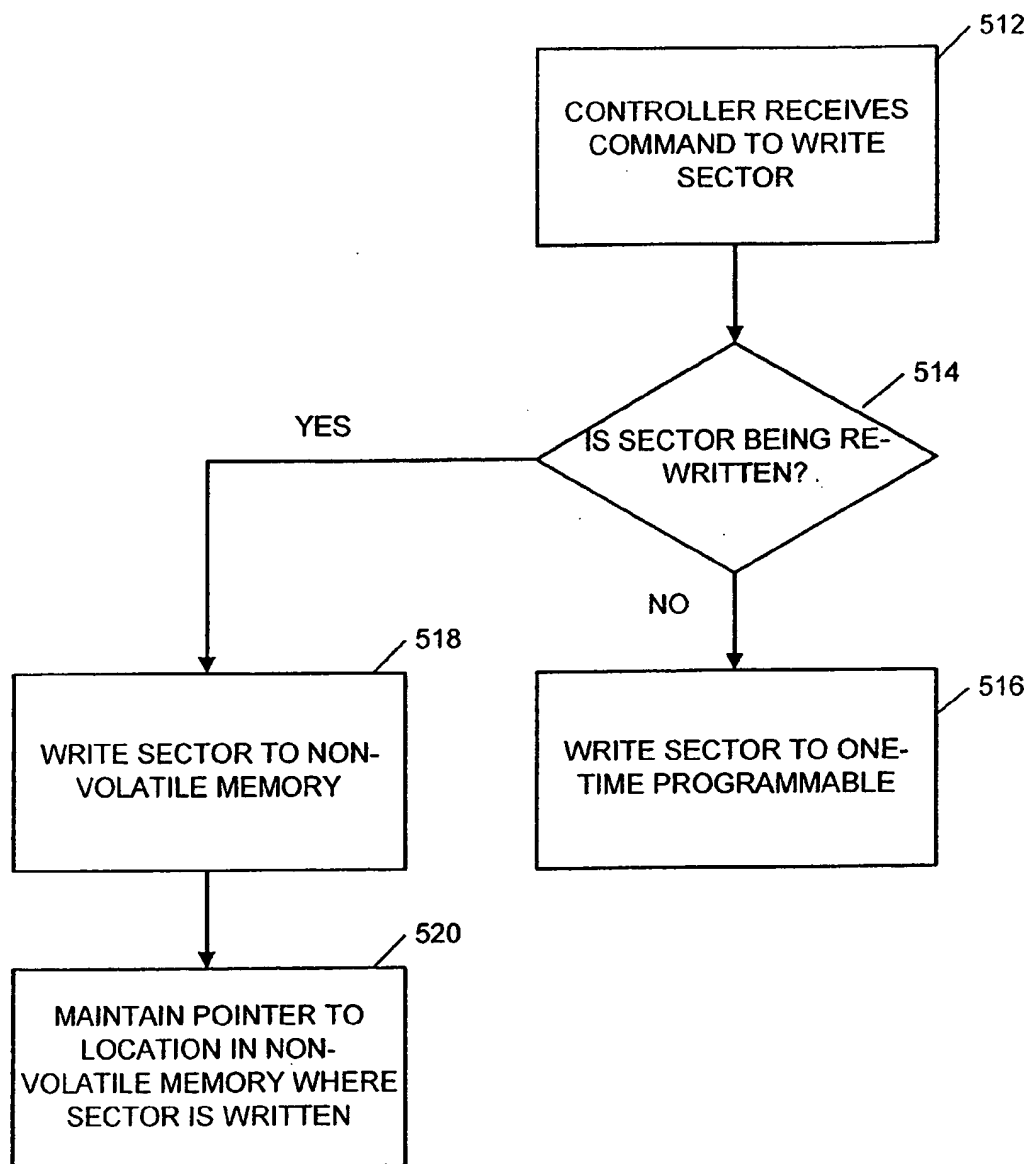 512
CONTROLLER RECEIVES
COMMAND TO WRITE
SECTOR
514
IS SECTOR BEING RE-
WRITTEN?
YES
NO
518
WRITE SECTOR TO NON-
VOLATILE MEMORY
516
WRITE SECTOR TO ONE-
TIME PROGRAMMABLE
520
MAINTAIN POINTER TO
LOCATION IN NON-
VOLATILE MEMORY WHERE
SECTOR IS WRITTEN